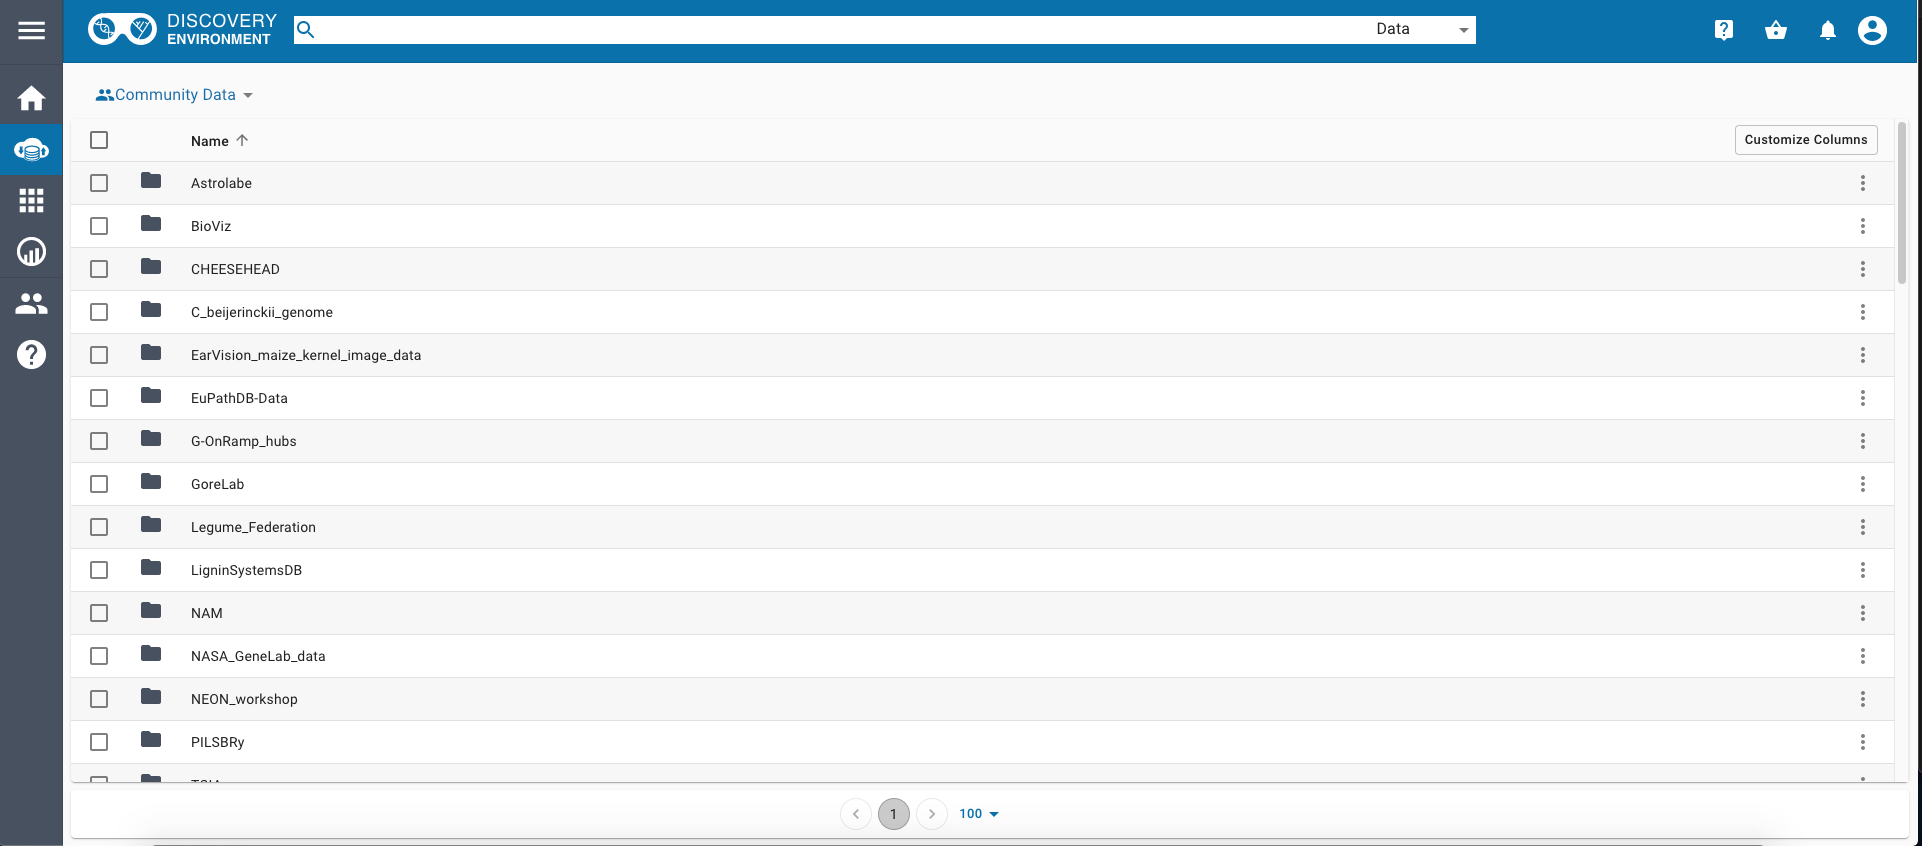 DISCOVERY
ENVIRONMENT
Data
Community Data
Name
Customize Columns
Astrolabe
BioViz
CHEESEHEAD
C_beijerinckii_genome
EarVision_maize_kernel_image_data
EuPathDB-Data
G-OnRamp_hubs
GoreLab
Legume_Federation
LigninSystemsDB
NAM
NASA_GeneLab_data
NEON_workshop
PILSBRy
1
100